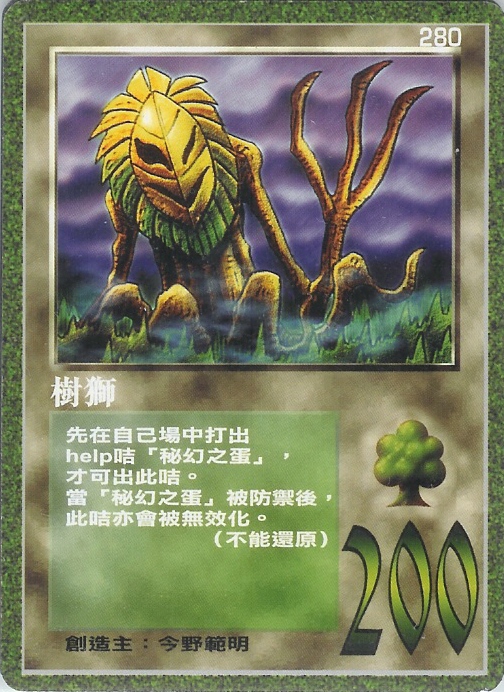 280
樹獅
先在自己場中打出
help咭「秘幻之蛋」，
才可出此咭。
當「秘幻之蛋」被防禦後，
此咭亦會被無效化。
（不能還原）
200
創造主：今野範明